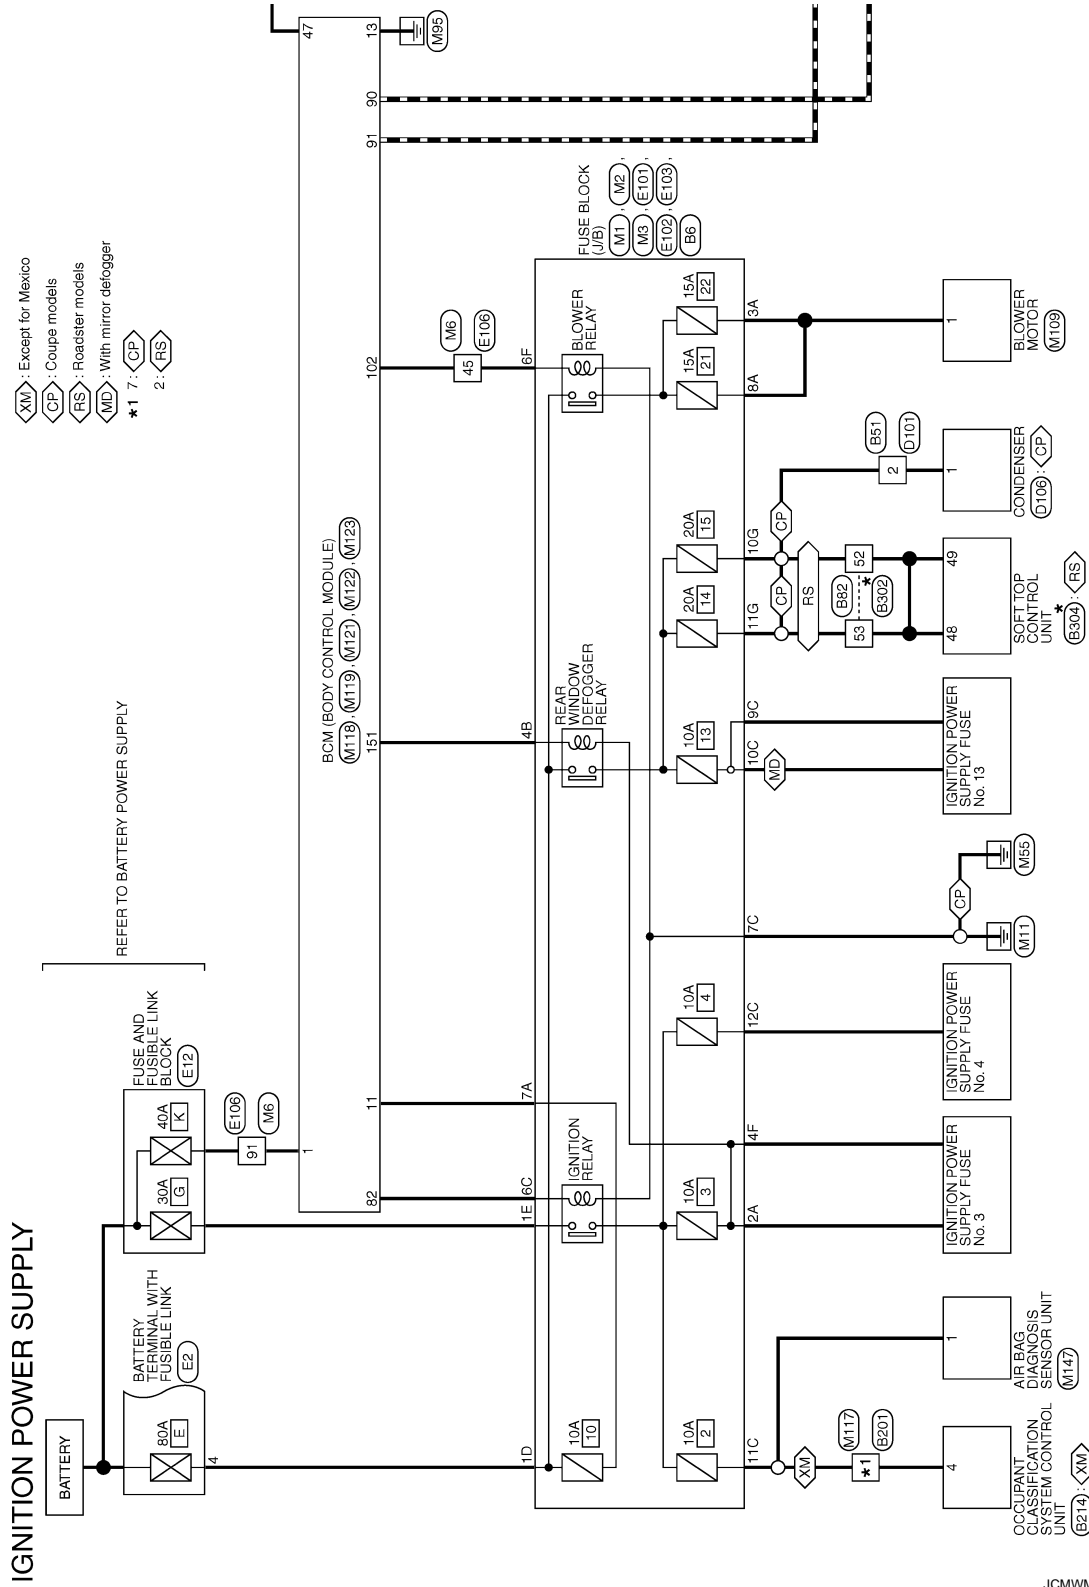 IGNITION POWER SUPPLY
XM : Except for Mexico
CP : Coupe models
RS : Roadster models
MD : With mirror defogger
*1 7 : CP
2 : RS
REFER TO BATTERY POWER SUPPLY
BATTERY
80A
E
4
BATTERY
TERMINAL WITH
FUSIBLE LINK
E2
30A
G
40A
K
FUSE AND
FUSIBLE LINK
BLOCK
E12
91
E106
M6
1
47
BCM (BODY CONTROL MODULE)
M118 , M119 , M121 , M122 , M123
82
11
151
102
91
90
13
M95
45
M6
E106
1D
1E
6C
7A
4B
6F
FUSE BLOCK
(J/B)
M1 , M2 ,
M3 , E101 ,
E102 , E103 ,
B6
10A
10
IGNITION
RELAY
REAR
WINDOW
DEFOGGER
RELAY
BLOWER
RELAY
10A
2
10A
3
10A
4
10A
13
20A
14
20A
15
15A
21
15A
22
11C
2A
4F
12C
7C
10C
9C
11G
10G
8A
3A
XM
MD
CP
CP
RS
M117
*1
B201
CP
53
52
B82
*
B302
2
B51
D101
4
1
48
49
1
1
OCCUPANT
CLASSIFICATION
SYSTEM CONTROL
UNIT
B214 : XM
AIR BAG
DIAGNOSIS
SENSOR UNIT
M147
IGNITION POWER
SUPPLY FUSE
No. 3
IGNITION POWER
SUPPLY FUSE
No. 4
M11
M55
IGNITION POWER
SUPPLY FUSE
No. 13
SOFT TOP
CONTROL
UNIT
*
B304 : RS
CONDENSER
D106 : CP
BLOWER
MOTOR
M109